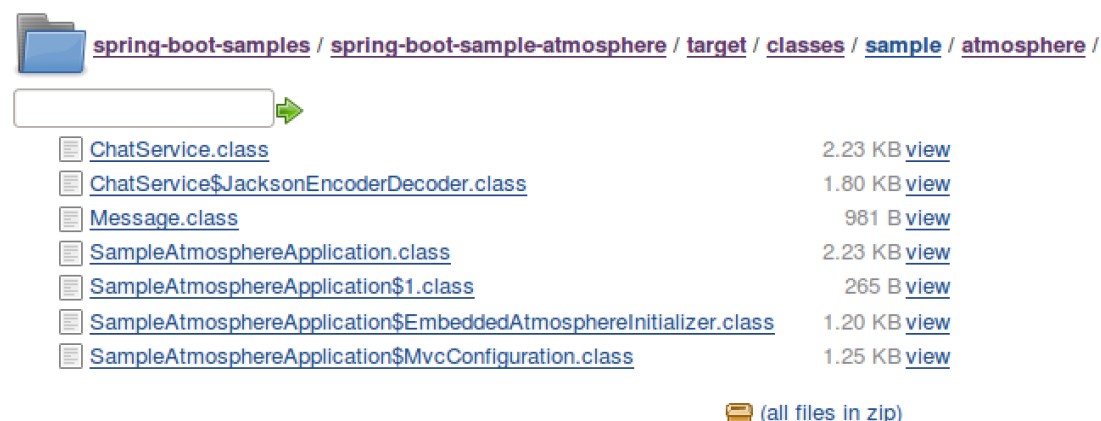 spring-boot-samples / spring-boot-sample-atmosphere / target / classes / sample / atmosphere /
ChatService.class 2.23 KB view
ChatService$JacksonEncoderDecoder.class 1.80 KB view
Message.class 981 B view
SampleAtmosphereApplication.class 2.23 KB view
SampleAtmosphereApplication$1.class 265 B view
SampleAtmosphereApplication$EmbeddedAtmosphereInitializer.class 1.20 KB view
SampleAtmosphereApplication$MvcConfiguration.class 1.25 KB view
(all files in zip)